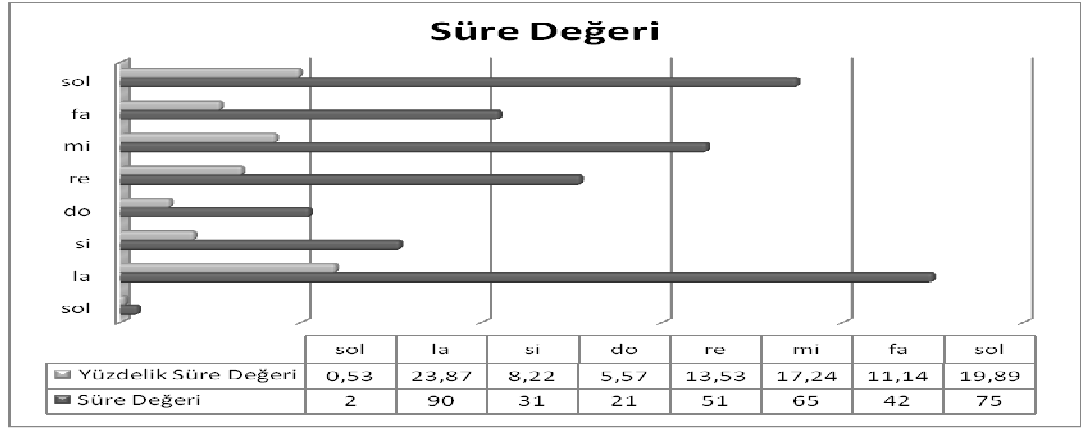 Süre Değeri
sol
fa
mi
re
do
si
la
sol
sol la si do re mi fa sol
Yüzdelik Süre Değeri 0,53 23,87 8,22 5,57 13,53 17,24 11,14 19,89
Süre Değeri 2 90 31 21 51 65 42 75